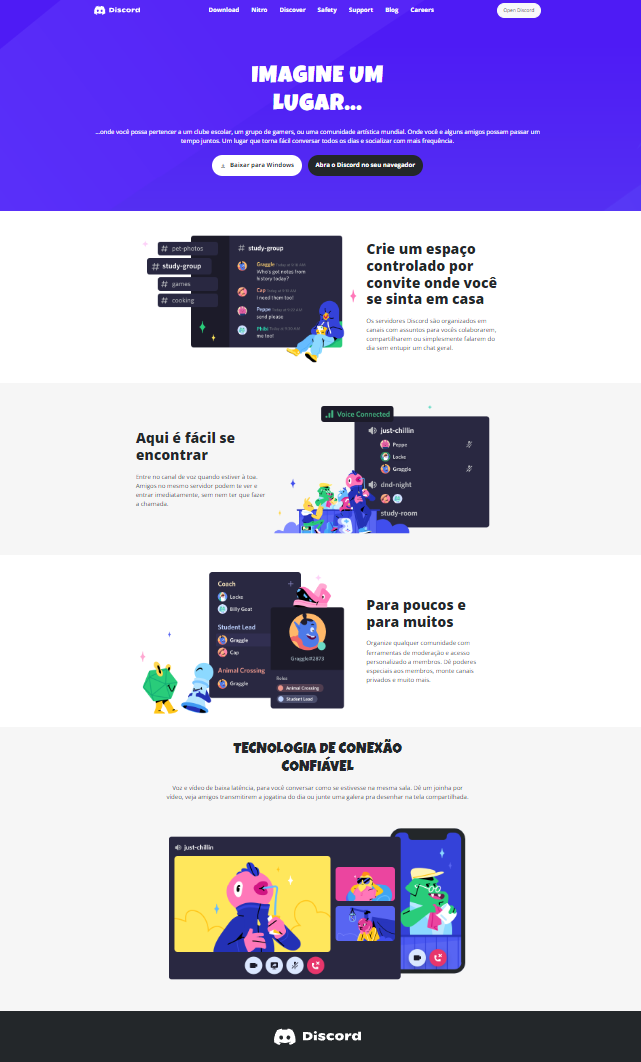 Discord
Download Nitro Discover Safety Support Blog Careers
Open Discord
IMAGINE UM
LUGAR...
...onde você possa pertencer a um clube escolar, um grupo de gamers, ou uma comunidade artística mundial. Onde você e alguns amigos possam passar um
tempo juntos. Um lugar que torna fácil conversar todos os dias e socializar com mais frequência.
Baixar para Windows
Abra o Discord no seu navegador
# pet-photos
# study-group
# games
# cooking
# study-group
Graggle Today at 9:18 AM
Who's got notes from
history today?
Cap Today at 9:18 AM
I need them too!
Peppe
send please
Phibi
me too!
Crie um espaço
controlado por
convite onde você
se sinta em casa
Os servidores Discord são organizados em
canais com assuntos para vocês colaborarem,
compartilharem ou simplesmente falarem do
dia sem entupir um chat geral.
Aqui é fácil se
encontrar
Entre no canal de voz quando estiver à toa.
Amigos no mesmo servidor podem te ver e
entrar imediatamente, sem nem ter que fazer
a chamada.
Voice Connected
just-chillin
Peppe
Locke
Graggle
dnd-night
study-room
Coach +
Locke
Billy Goat
Student Lead
Graggle
Cap
Animal Crossing
Graggle
Graggle#2873
Roles
Animal Crossing
Student Lead
Para poucos e
para muitos
Organize qualquer comunidade com
ferramentas de moderação e acesso
personalizado a membros. Dê poderes
especiais aos membros, monte canais
privados e muito mais.
TECNOLOGIA DE CONEXÃO
CONFIÁVEL
Voz e vídeo de baixa latência, para você conversar como se estivesse na mesma sala. Dê um joinha por
vídeo, veja amigos transmitirem a jogatina do dia ou junte uma galera pra desenhar na tela compartilhada.
just-chillin
Discord